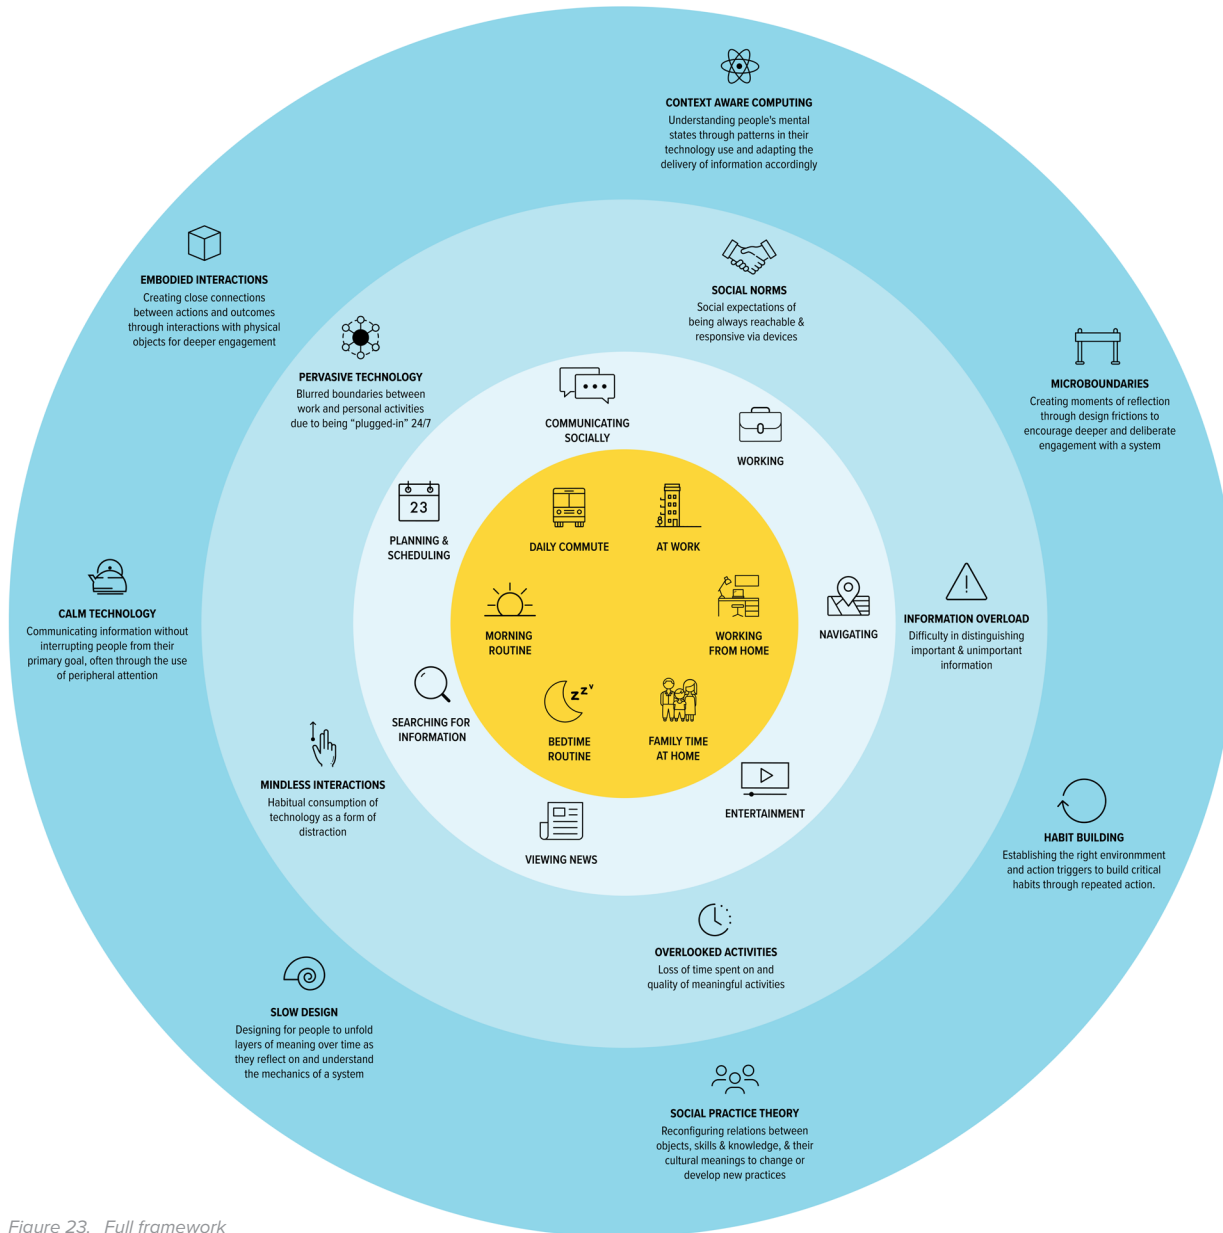 CONTEXT AWARE COMPUTING
Understanding people's mental
states through patterns in their
technology use and adapting the
delivery of information accordingly
EMBODIED INTERACTIONS
Creating close connections
between actions and outcomes
through interactions with physical
objects for deeper engagement
SOCIAL NORMS
Social expectations of
being always reachable &
responsive via devices
PERVASIVE TECHNOLOGY
Blurred boundaries between
work and personal activities
due to being "plugged-in" 24/7
MICROBOUNDARIES
Creating moments of reflection
through design frictions to
encourage deeper and deliberate
engagement with a system
COMMUNICATING
SOCIALLY
WORKING
23
PLANNING &
SCHEDULING
DAILY COMMUTE
AT WORK
CALM TECHNOLOGY
Communicating information without
interrupting people from their
primary goal, often through the use
of peripheral attention
MORNING
ROUTINE
WORKING
FROM HOME
NAVIGATING
INFORMATION OVERLOAD
Difficulty in distinguishing
important & unimportant
information
SEARCHING FOR
INFORMATION
zzz
BEDTIME
ROUTINE
FAMILY TIME
AT HOME
MINDLESS INTERACTIONS
Habitual consumption of
technology as a form of
distraction
ENTERTAINMENT
VIEWING NEWS
HABIT BUILDING
Establishing the right environmment
and action triggers to build critical
habits through repeated action.
OVERLOOKED ACTIVITIES
Loss of time spent on and
quality of meaningful activities
SLOW DESIGN
Designing for people to unfold
layers of meaning over time as
they reflect on and understand
the mechanics of a system
SOCIAL PRACTICE THEORY
Reconfiguring relations between
objects, skills & knowledge, & their
cultural meanings to change or
develop new practices
Figure 23. Full framework